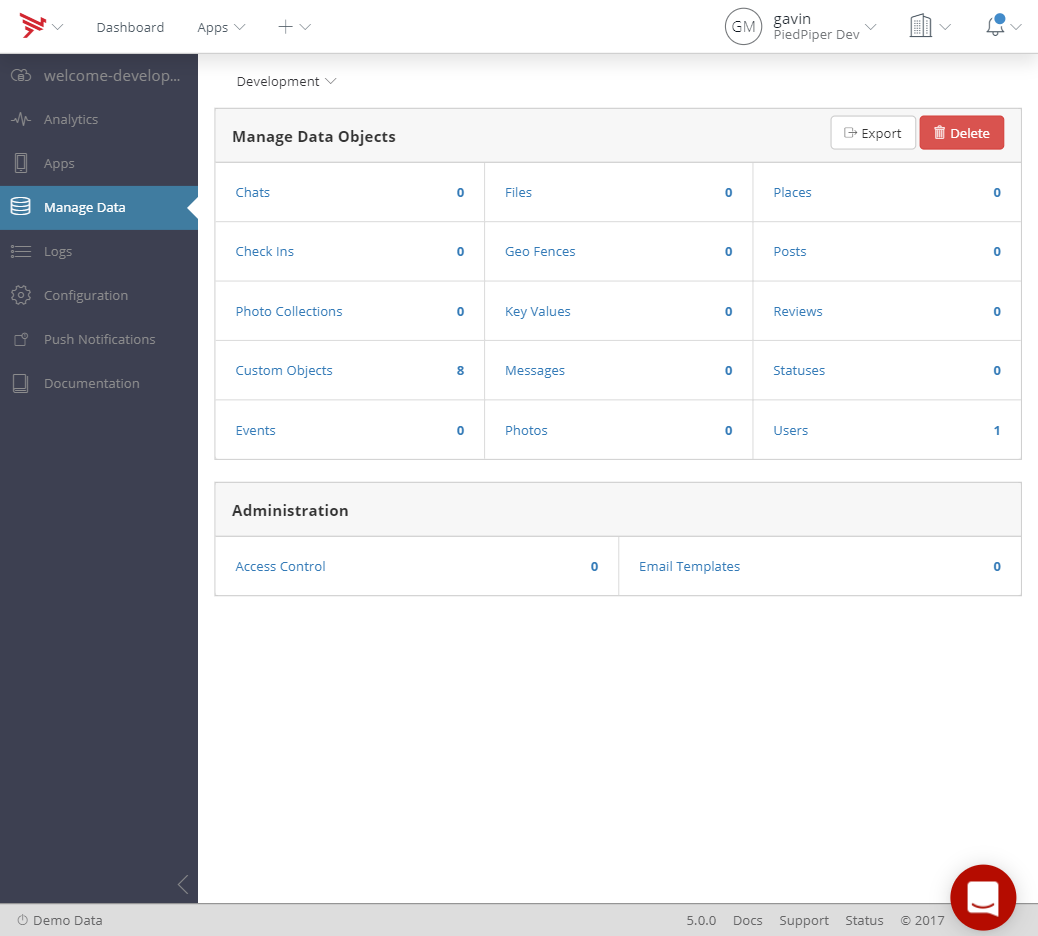 Dashboard Apps GM gavin
PiedPiper Dev
welcome-develop...
Analytics
Apps
Manage Data
Logs
Configuration
Push Notifications
Documentation
Development
Manage Data Objects Export Delete
Chats 0 Files 0 Places 0
Check Ins 0 Geo Fences 0 Posts 0
Photo Collections 0 Key Values 0 Reviews 0
Custom Objects 8 Messages 0 Statuses 0
Events 0 Photos 0 Users 1
Administration
Access Control 0 Email Templates 0
Demo Data 5.0.0 Docs Support Status © 2017